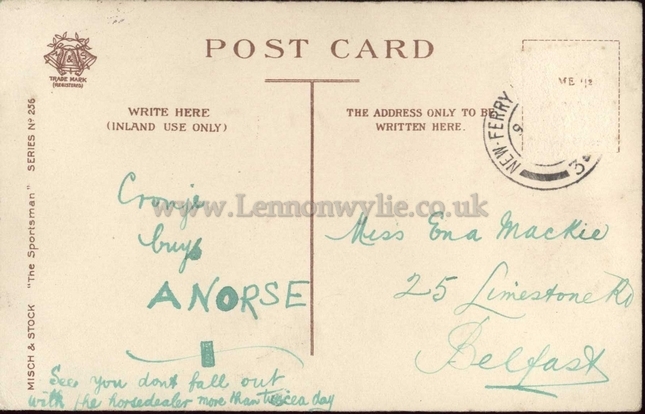 POST CARD
TRADE MARK
(REGISTERED)
WRITE HERE
(INLAND USE ONLY)
THE ADDRESS ONLY TO BE
WRITTEN HERE.
NEW-FERRY
MISCH & STOCK "The Sportsman" SERIES Nº 256
www.Lennonwylie.co.uk
Cronje
buys
A NORSE
See you dont fall out
with the horsedealer more than twicea day
Miss Ena Mackie
25 Limestone Rd
Belfast